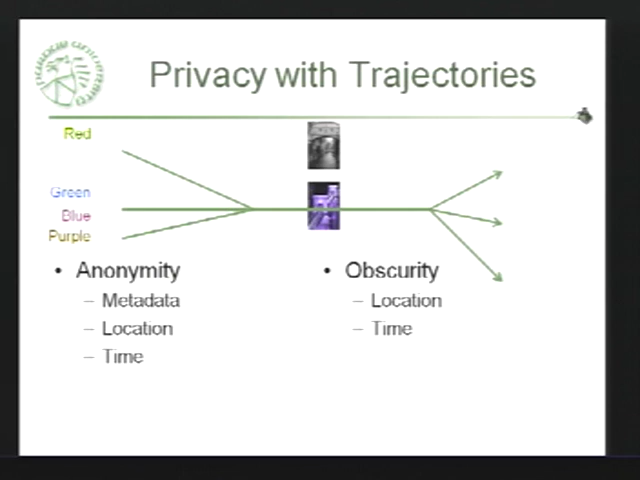 Privacy with Trajectories
Red
Green
Blue
Purple
• Anonymity
– Metadata
– Location
– Time
• Obscurity
– Location
– Time